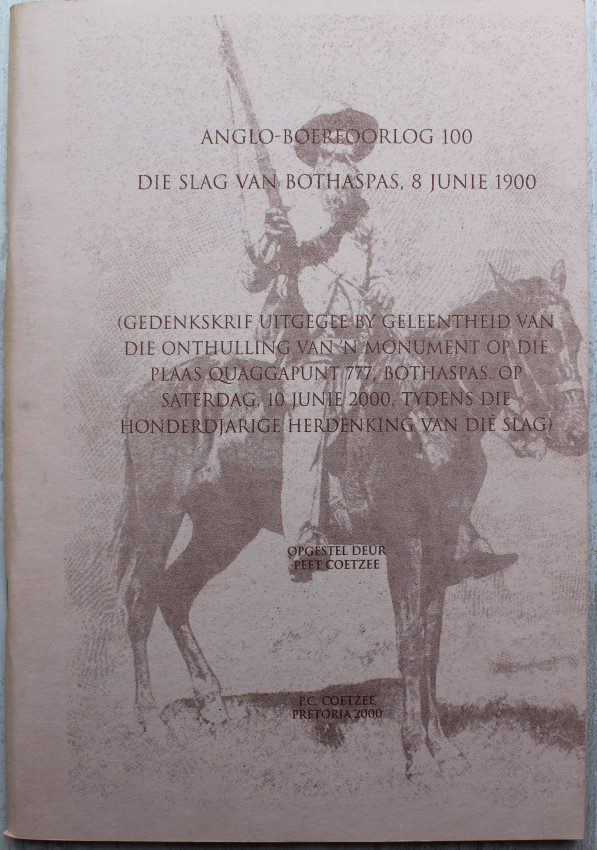 ANGLO-BOEREOORLOG 100
DIE SLAG VAN BOTHASPAS, 8 JUNIE 1900
(GEDENKSKRIF UITGEGEE BY GELEENTHEID VAN
DIE ONTHULLING VAN 'N MONUMENT OP DIE
PLAAS QUAGGAPUNT 777, BOTHASPAS, OP
SATERDAG, 10 JUNIE 2000, TYDENS DIE
HONDERDJARIGE HERDENKING VAN DIÉ SLAG)
OPGESTEL DEUR
PEET COETZEE
P.C. COETZEE
PRETORIA 2000